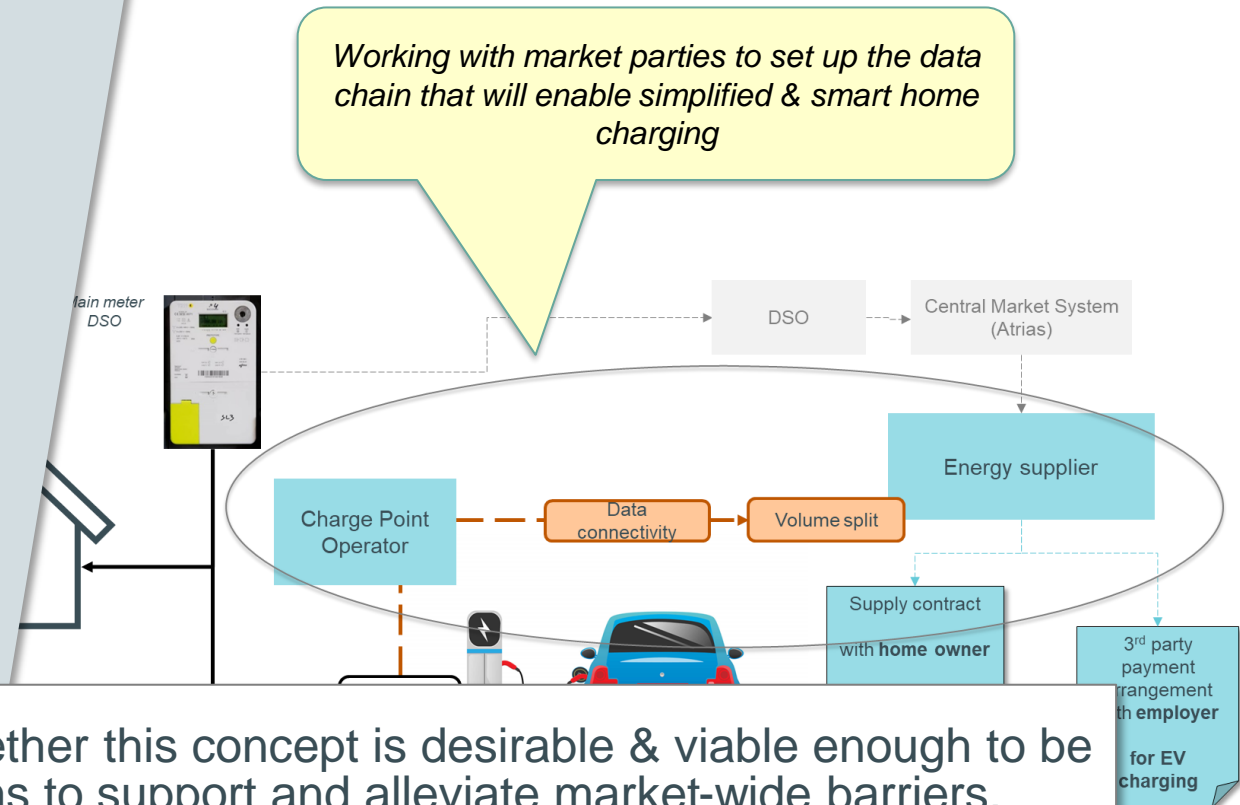 Working with market parties to set up the data
chain that will enable simplified & smart home
charging
Main meter
DSO
DSO
Central Market System
(Atrias)
Energy supplier
Charge Point
Operator
Data
connectivity
Volume split
Supply contract
with home owner
3rd party
payment
rrangement
th employer
for EV
charging
ether this concept is desirable & viable enough to be
ns to support and alleviate market-wide barriers.